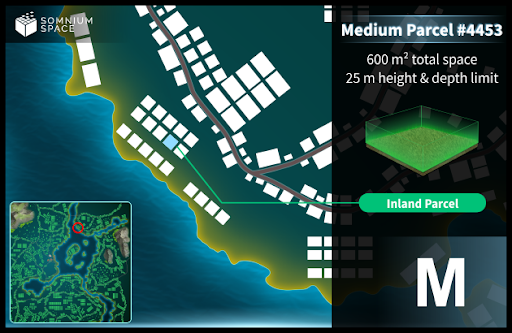 SOMNIUM
SPACE
Medium Parcel #4453
600 m² total space
25 m height & depth limit
Inland Parcel
M